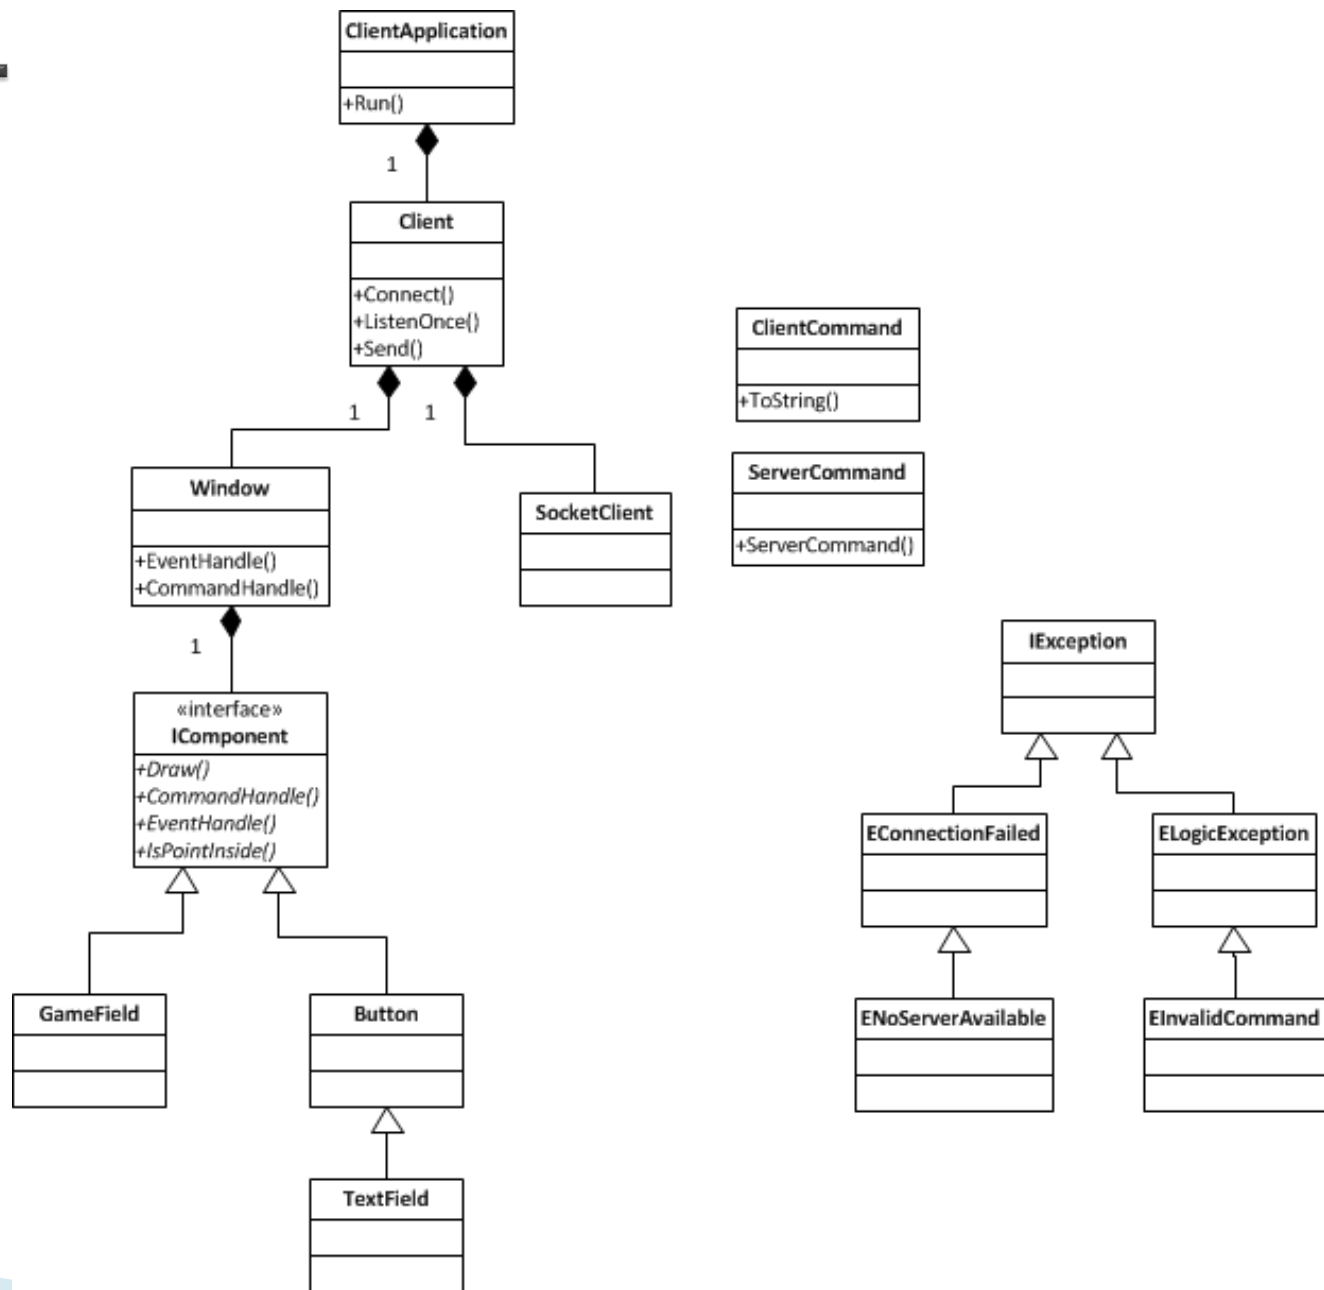 ClientApplication
+Run()
1
Client
+Connect()
+ListenOnce()
+Send()
1
1
Window
+EventHandle()
+CommandHandle()
SocketClient
ClientCommand
+ToString()
ServerCommand
+ServerCommand()
1
«interface»
IComponent
+Draw()
+CommandHandle()
+EventHandle()
+IsPointInside()
GameField
Button
TextField
IException
EConnectionFailed
ELogicException
ENoServerAvailable
EInvalidCommand